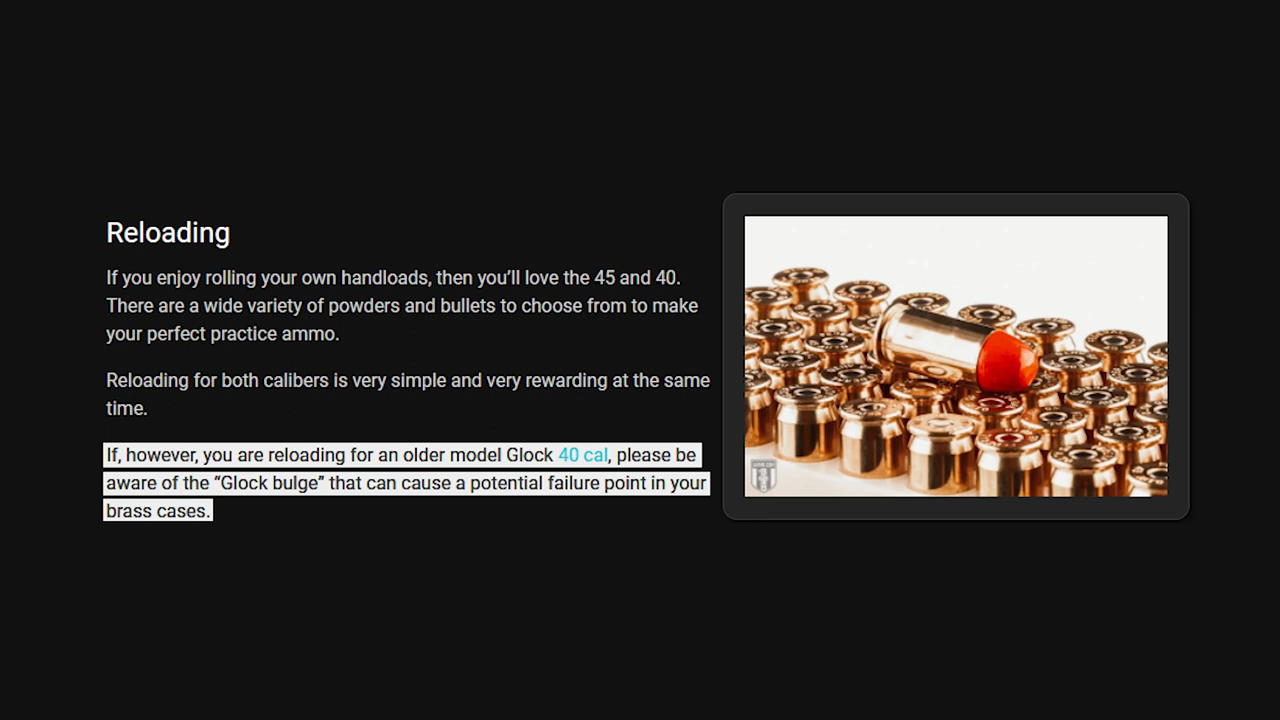 Reloading
If you enjoy rolling your own handloads, then you’ll love the 45 and 40.
There are a wide variety of powders and bullets to choose from to make
your perfect practice ammo.
Reloading for both calibers is very simple and very rewarding at the same
time.
If, however, you are reloading for an older model Glock 40 cal, please be
aware of the “Glock bulge” that can cause a potential failure point in your
brass cases.